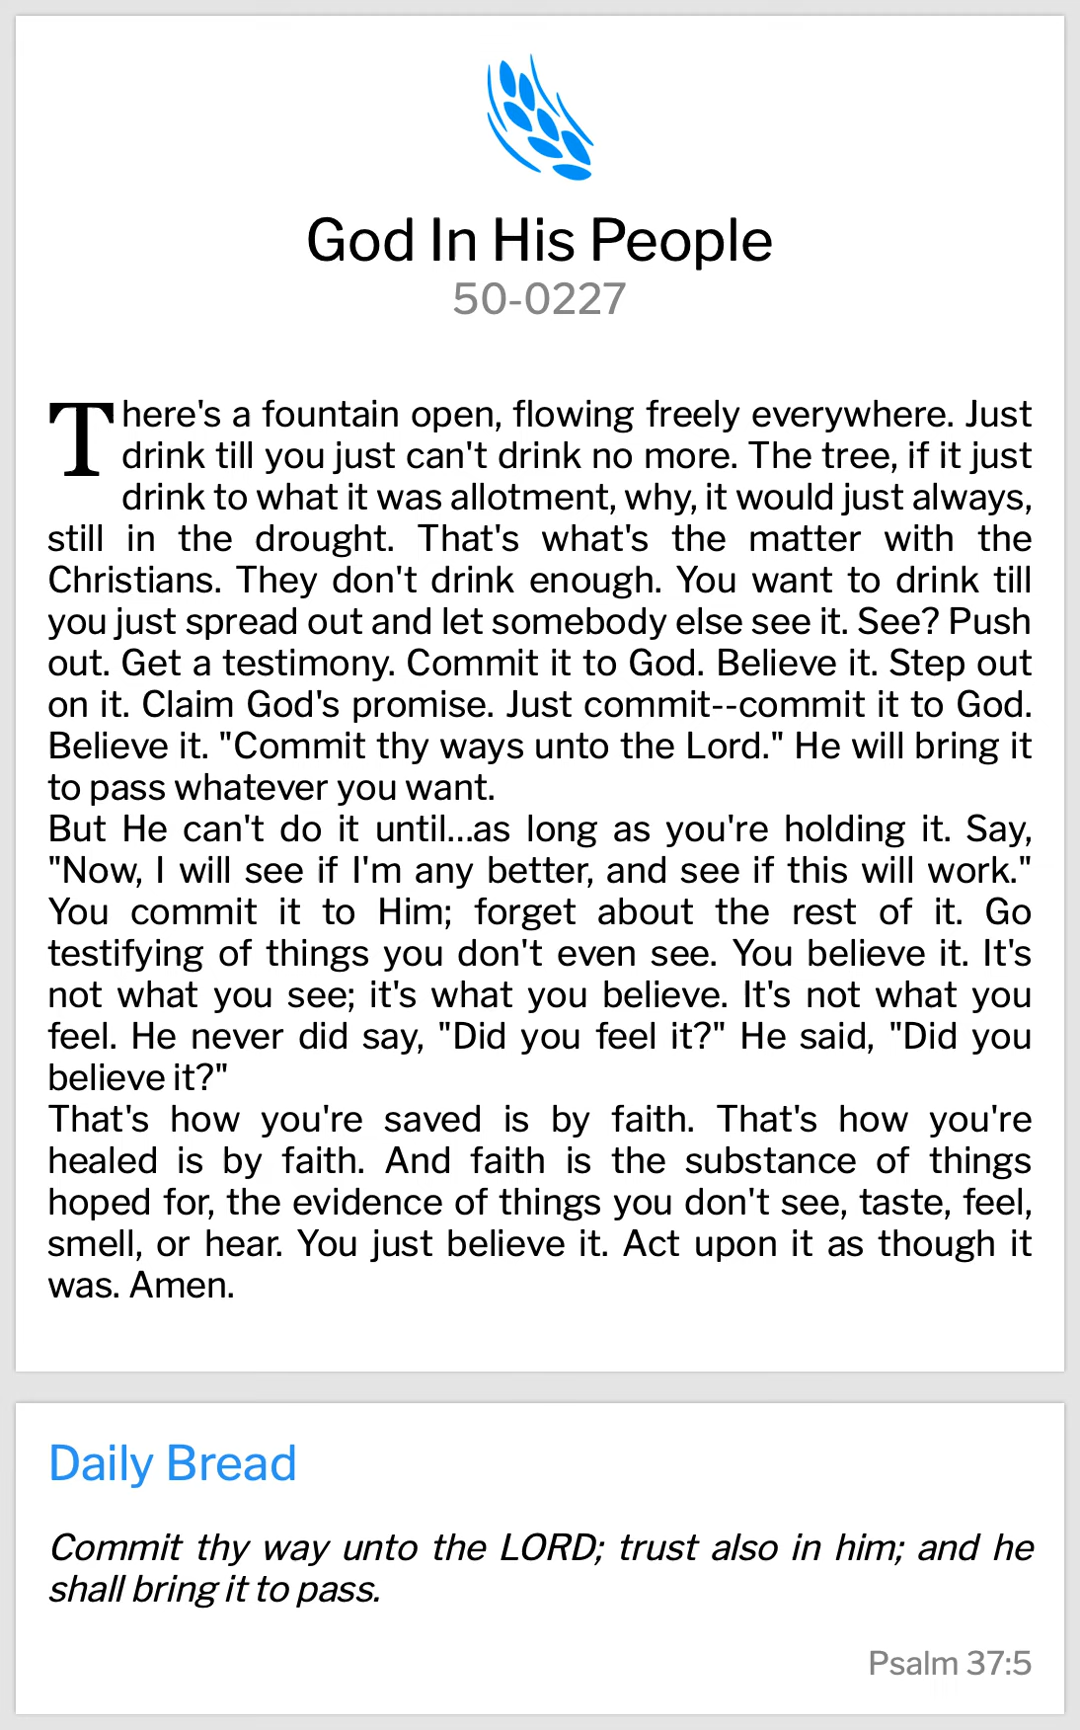 God In His People
50-0227
There's a fountain open, flowing freely everywhere. Just
drink till you just can't drink no more. The tree, if it just
drink to what it was allotment, why, it would just always,
still in the drought. That's what's the matter with the
Christians. They don't drink enough. You want to drink till
you just spread out and let somebody else see it. See? Push
out. Get a testimony. Commit it to God. Believe it. Step out
on it. Claim God's promise. Just commit--commit it to God.
Believe it. "Commit thy ways unto the Lord." He will bring it
to pass whatever you want.
But He can't do it until...as long as you're holding it. Say,
"Now, I will see if I'm any better, and see if this will work."
You commit it to Him; forget about the rest of it. Go
testifying of things you don't even see. You believe it. It's
not what you see; it's what you believe. It's not what you
feel. He never did say, "Did you feel it?" He said, "Did you
believe it?"
That's how you're saved is by faith. That's how you're
healed is by faith. And faith is the substance of things
hoped for, the evidence of things you don't see, taste, feel,
smell, or hear. You just believe it. Act upon it as though it
was. Amen.
Daily Bread
Commit thy way unto the LORD; trust also in him; and he
shall bring it to pass.
Psalm 37:5